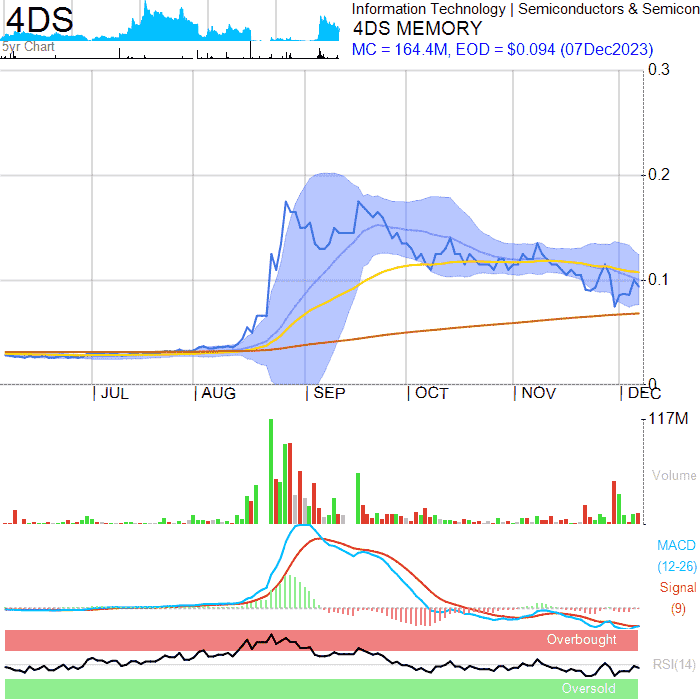 4DS
5yr Chart
Information Technology | Semiconductors & Semicon
4DS MEMORY
MC = 164.4M, EOD = $0.094 (07Dec2023)
0.3
0.2
0.1
0
JUL
AUG
SEP
OCT
NOV
DEC
117M
Volume
MACD
(12-26)
Signal
(9)
Overbought
RSI(14)
Oversold